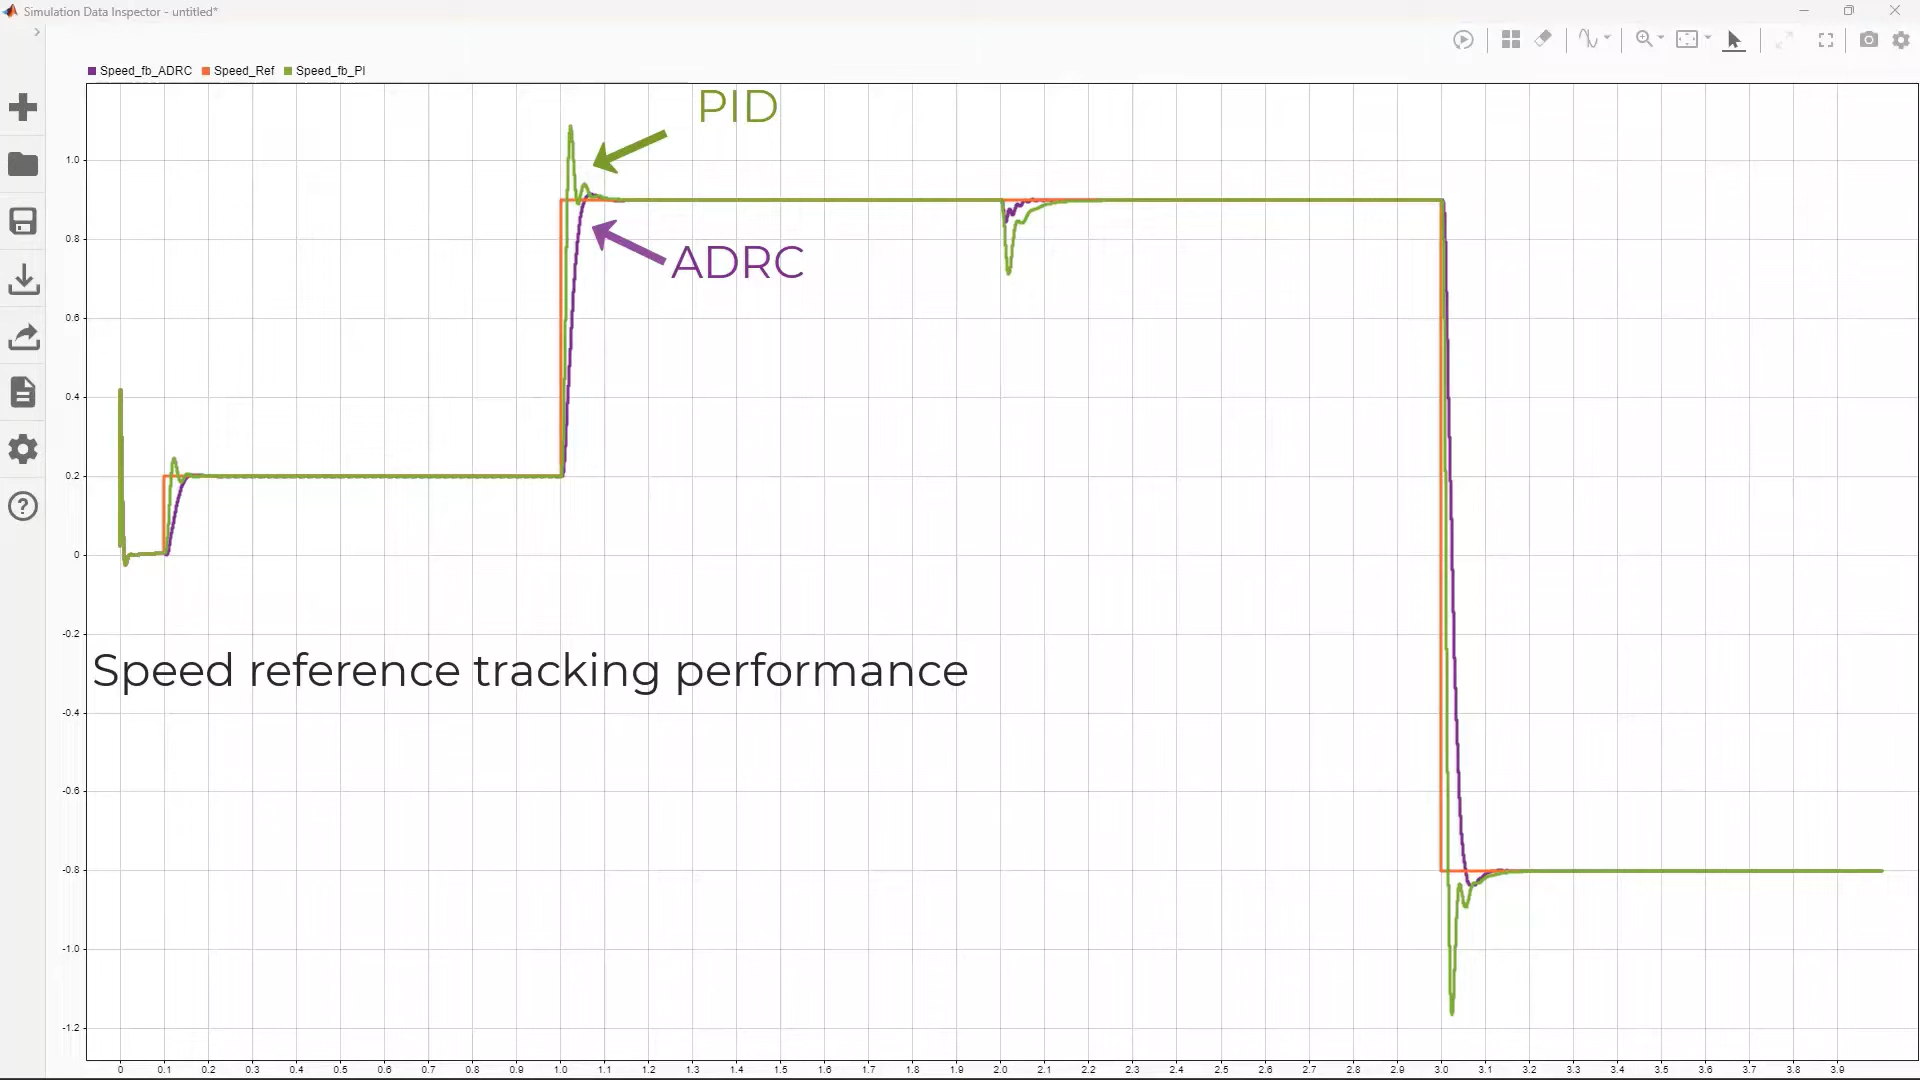 Simulation Data Inspector - untitled*
Speed_fb_ADRC Speed_Ref Speed_fb_PI
PID
ADRC
1.0
0.8
0.6
0.4
0.2
0
-0.2
Speed reference tracking performance
-0.4
-0.6
-0.8
-1.0
-1.2
0 0.1 0.2 0.3 0.4 0.5 0.6 0.7 0.8 0.9 1.0 1.1 1.2 1.3 1.4 1.5 1.6 1.7 1.8 1.9 2.0 2.1 2.2 2.3 2.4 2.5 2.6 2.7 2.8 2.9 3.0 3.1 3.2 3.3 3.4 3.5 3.6 3.7 3.8 3.9